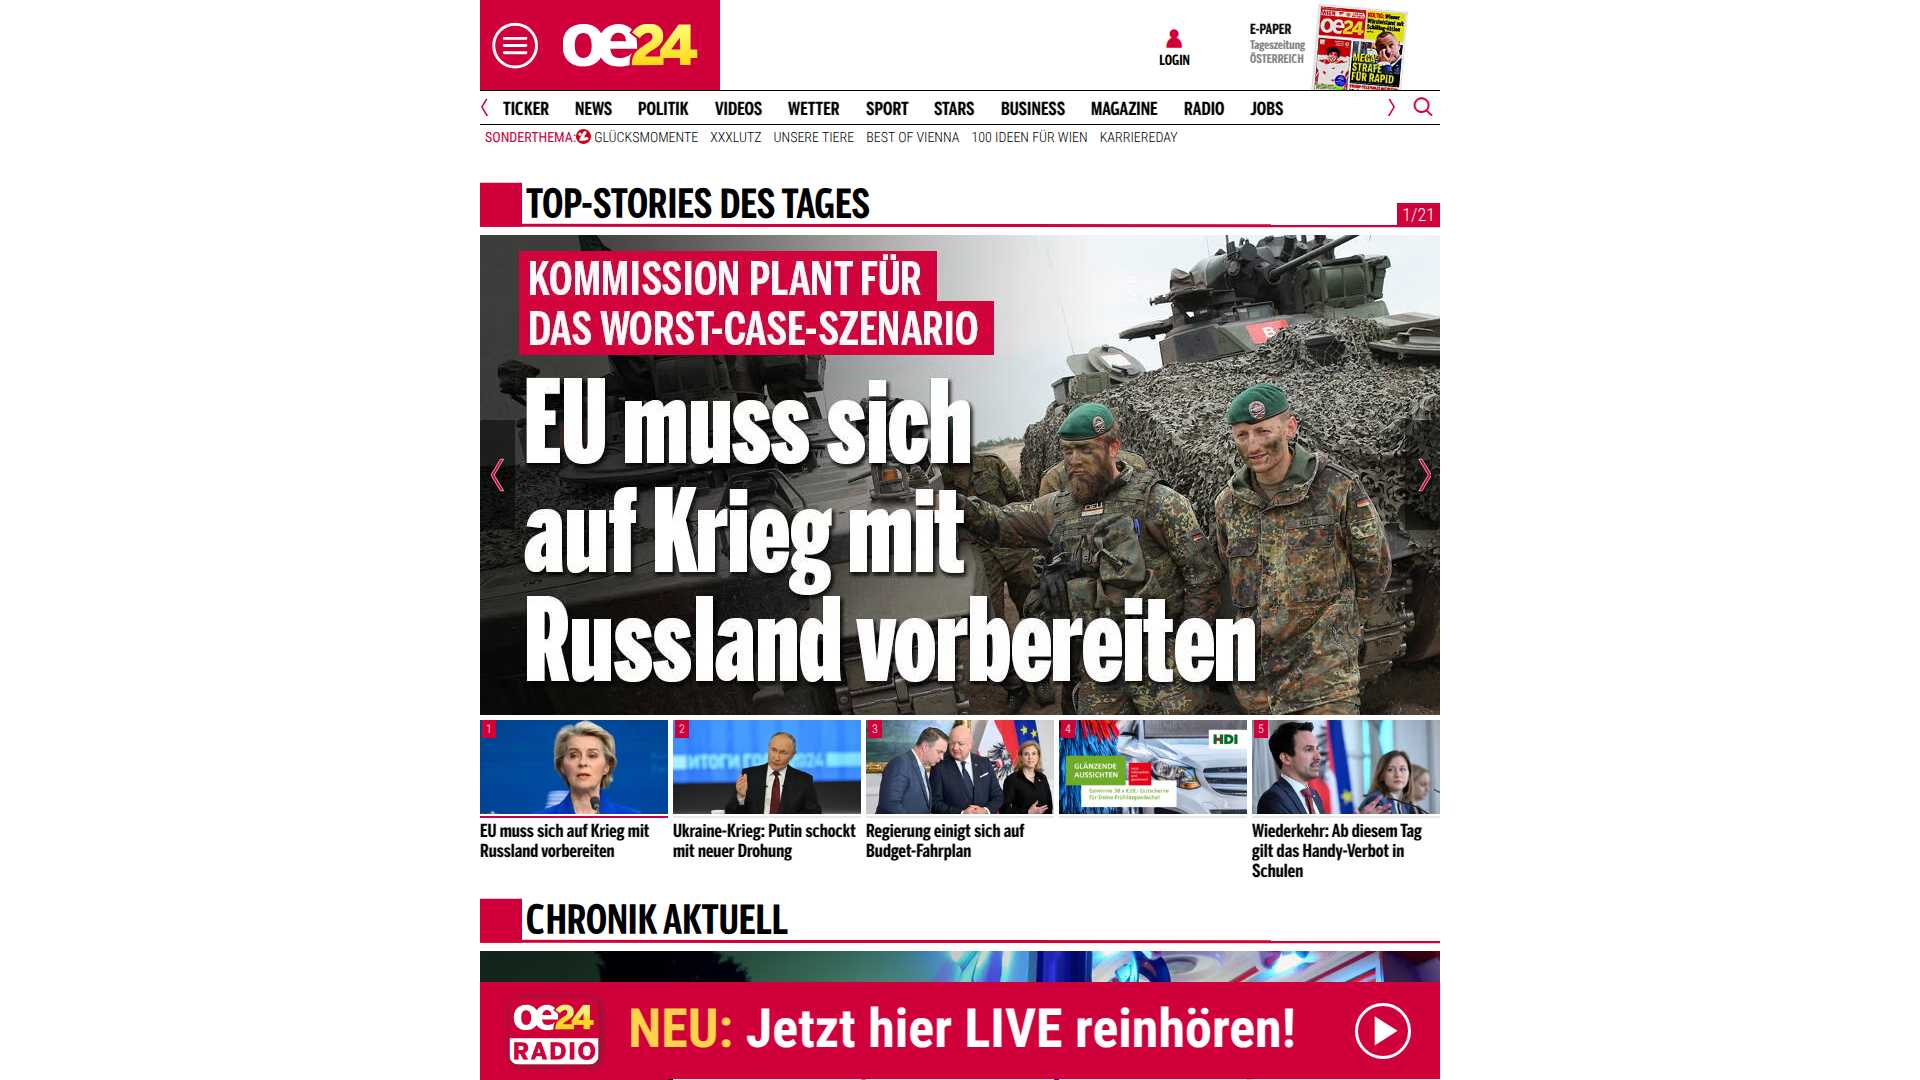 oe24
LOGIN
E-PAPER
Tageszeitung
ÖSTERREICH
oe24
MEGA-
STRAFE
FÜR RAPID
TICKER NEWS POLITIK VIDEOS WETTER SPORT STARS BUSINESS MAGAZINE RADIO JOBS
SONDERTHEMA: GLÜCKSMOMENTE XXXLUTZ UNSERE TIERE BEST OF VIENNA 100 IDEEN FÜR WIEN KARRIEREDAY
TOP-STORIES DES TAGES
1/21
KOMMISSION PLANT FÜR
DAS WORST-CASE-SZENARIO
EU muss sich
auf Krieg mit
Russland vorbereiten
1
2
3
4
5
HDI
GLÄNZENDE
AUSSICHTEN
EU muss sich auf Krieg mit
Russland vorbereiten
Ukraine-Krieg: Putin schockt
mit neuer Drohung
Regierung einigt sich auf
Budget-Fahrplan
Wiederkehr: Ab diesem Tag
gilt das Handy-Verbot in
Schulen
CHRONIK AKTUELL
oe24
RADIO
NEU: Jetzt hier LIVE reinhören!